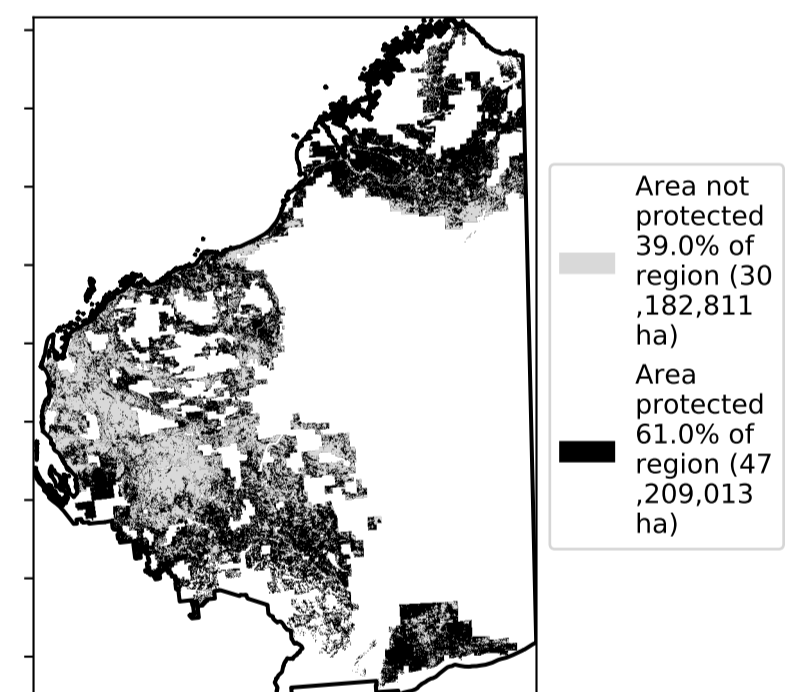 Area not
protected
39.0% of
region (30
,182,811
ha)
Area
protected
61.0% of
region (47
,209,013
ha)